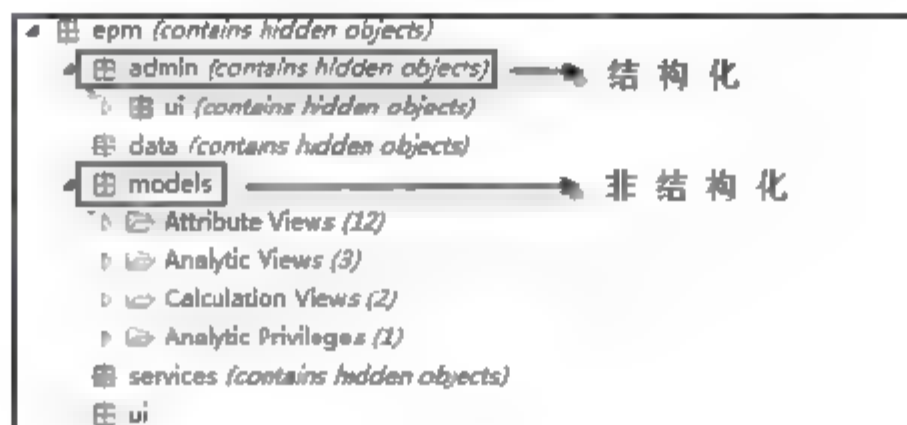 epm (contains hidden objects)
admin (contains hidden objects) 结构化
ui (contains hidden objects)
data (contains hidden objects)
models 非结构化
Attribute Views (12)
Analytic Views (3)
Calculation Views (2)
Analytic Privileges (1)
services (contains hidden objects)
ui